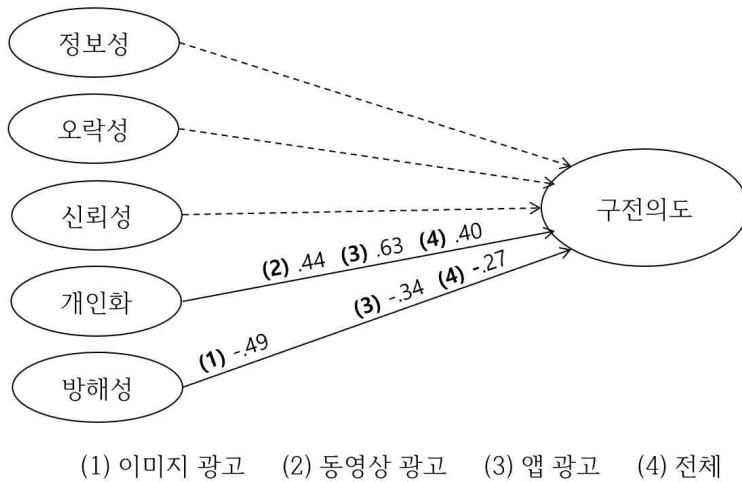 정보성
오락성
신뢰성
구전의도
개인화
(2) .44 (3) .63 (4) .40
방해성
(1) -.49 (3) -.34 (4) -.27
(1) 이미지 광고 (2) 동영상 광고 (3) 앱 광고 (4) 전체